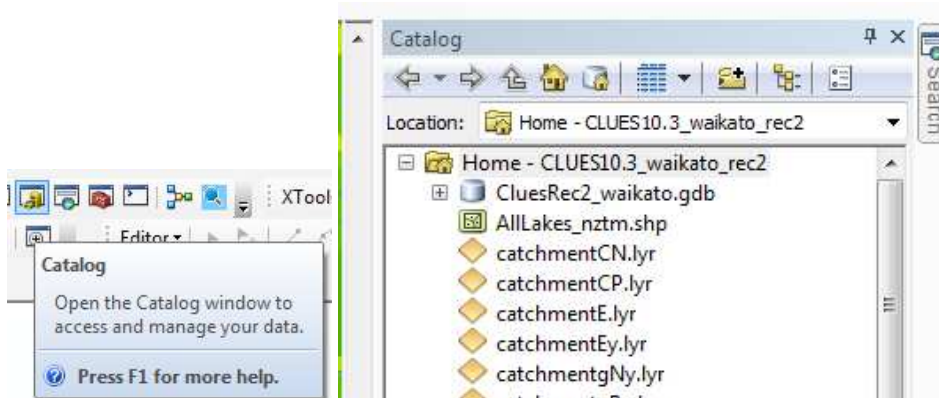 XTool
Editor
Catalog
Open the Catalog window to
access and manage your data.
Press F1 for more help.
Catalog
Location: Home - CLUES10.3_waikato_rec2
Home - CLUES10.3_waikato_rec2
CluesRec2_waikato.gdb
AllLakes_nztm.shp
catchmentCN.lyr
catchmentCP.lyr
catchmentE.lyr
catchmentEy.lyr
catchmentgNy.lyr
Search